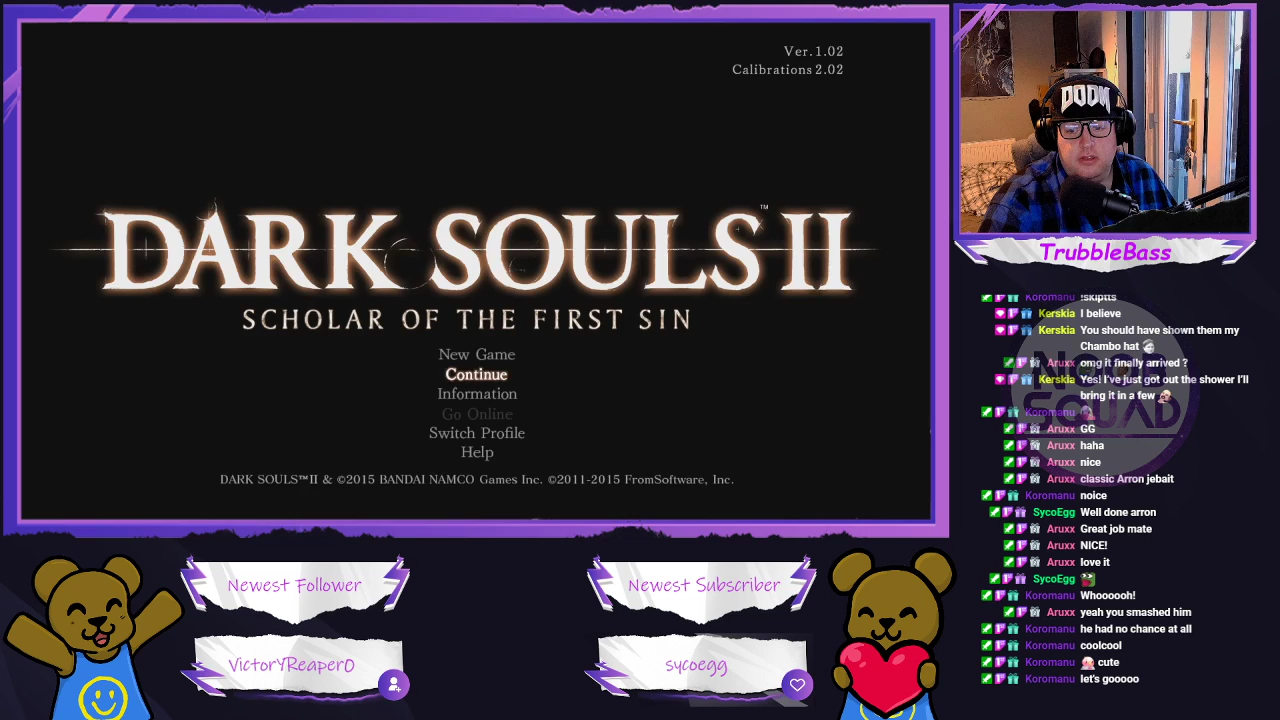 Ver. 1.02
Calibrations 2.02
DARK SOULS™ II
SCHOLAR OF THE FIRST SIN
New Game
Continue
Information
Go Online
Switch Profile
Help
DARK SOULS™II & ©2015 BANDAI NAMCO Games Inc. ©2011-2015 FromSoftware, Inc.
DOOM
TrubbleBass
Koromanu !skiptts
Kerskia I believe
Kerskia You should have shown them my
Chambo hat
Aruxx omg it finally arrived ?
Kerskia Yes! I've just got out the shower I'll
bring it in a few
Koromanu
Aruxx GG
Aruxx haha
Aruxx nice
Aruxx classic Arron jebait
Koromanu noice
SycoEgg Well done arron
Aruxx Great job mate
Aruxx NICE!
Aruxx love it
SycoEgg
Koromanu Whoooooh!
Aruxx yeah you smashed him
Koromanu he had no chance at all
Koromanu coolcool
Koromanu cute
Koromanu let's gooooo
NOOB
SQUAD
Newest Follower
VictorYReaper0
Newest Subscriber
sycoegg